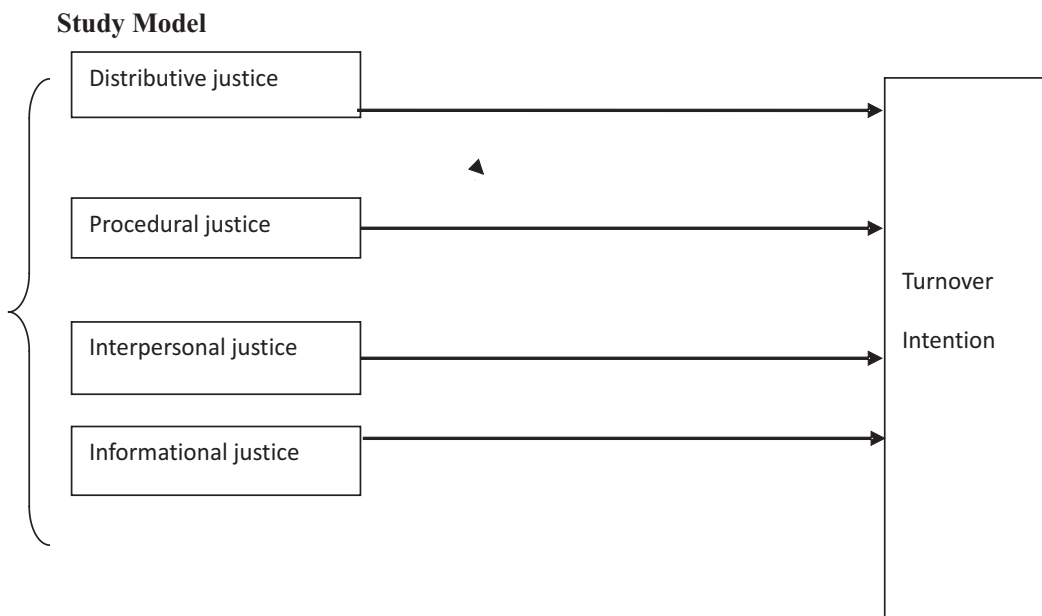 Study Model
Distributive justice
Procedural justice
Interpersonal justice
Informational justice
Turnover
Intention